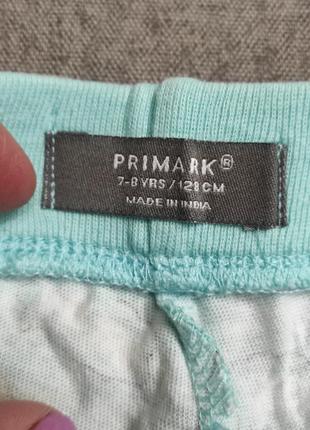 PRIMARK®
7-8 YRS / 128 CM
MADE IN INDIA